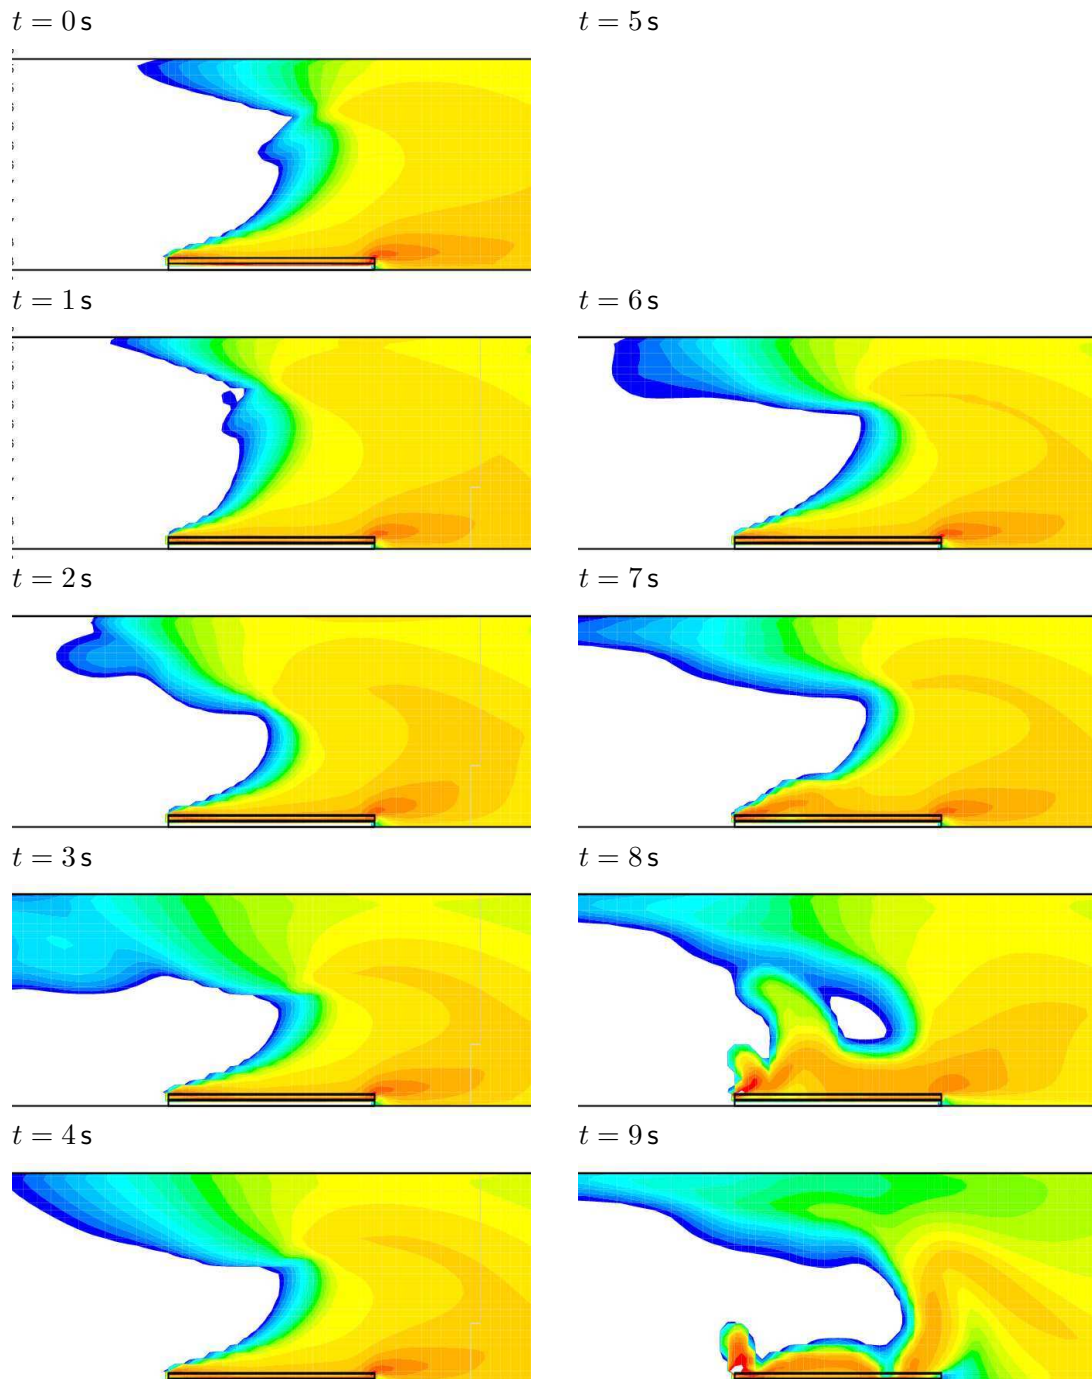 t = 0 s
t = 5 s
t = 1 s
t = 6 s
t = 2 s
t = 7 s
t = 3 s
t = 8 s
t = 4 s
t = 9 s